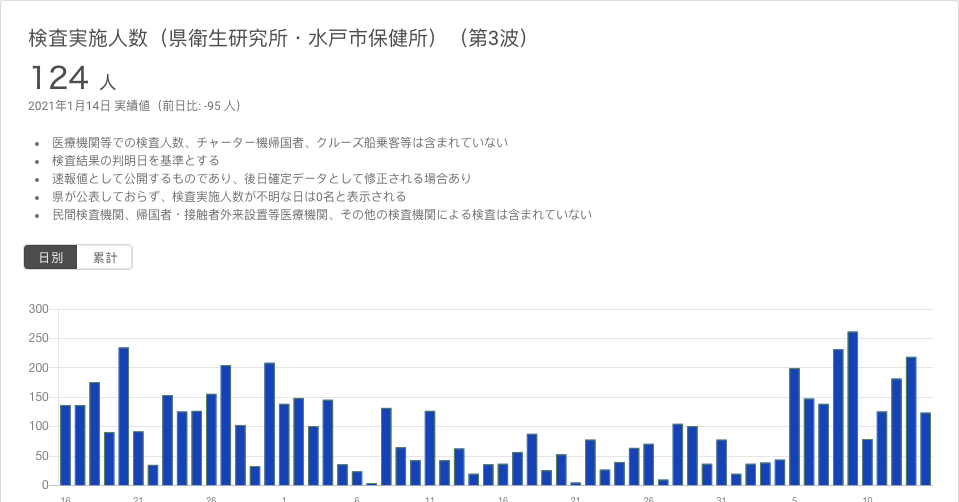 検査実施人数（県衛生研究所・水戸市保健所）（第3波）
124 人
2021年1月14日 実績値（前日比: -95 人）
医療機関等での検査人数、チャーター機帰国者、クルーズ船乗客等は含まれていない
検査結果の判明日を基準とする
速報値として公開するものであり、後日確定データとして修正される場合あり
県が公表しておらず、検査実施人数が不明な日は0名と表示される
民間検査機関、帰国者・接触者外来設置等医療機関、その他の検査機関による検査は含まれていない
日別 累計
300
250
200
150
100
50
0
16 21 26 1 6 11 16 21 26 31 5 10